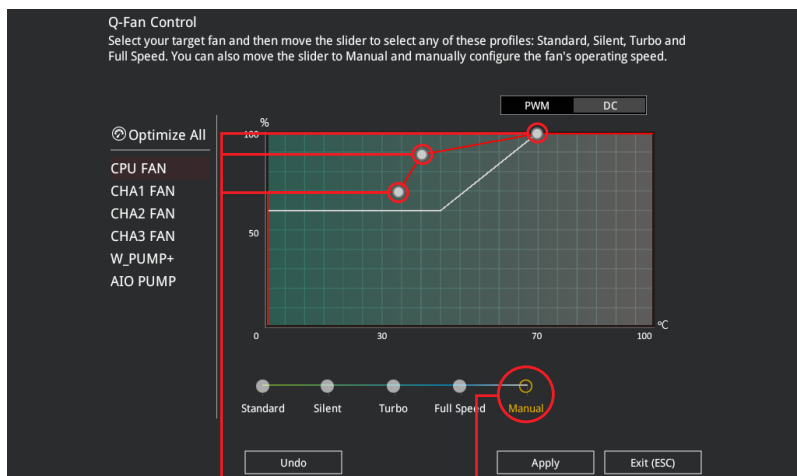 Q-Fan Control
Select your target fan and then move the slider to select any of these profiles: Standard, Silent, Turbo and
Full Speed. You can also move the slider to Manual and manually configure the fan's operating speed.
PWM DC
%
Optimize All
100
CPU FAN
CHA1 FAN
CHA2 FAN
50
CHA3 FAN
W_PUMP+
AIO PUMP
°C
0 30 70 100
Standard Silent Turbo Full Speed Manual
Undo Apply Exit (ESC)